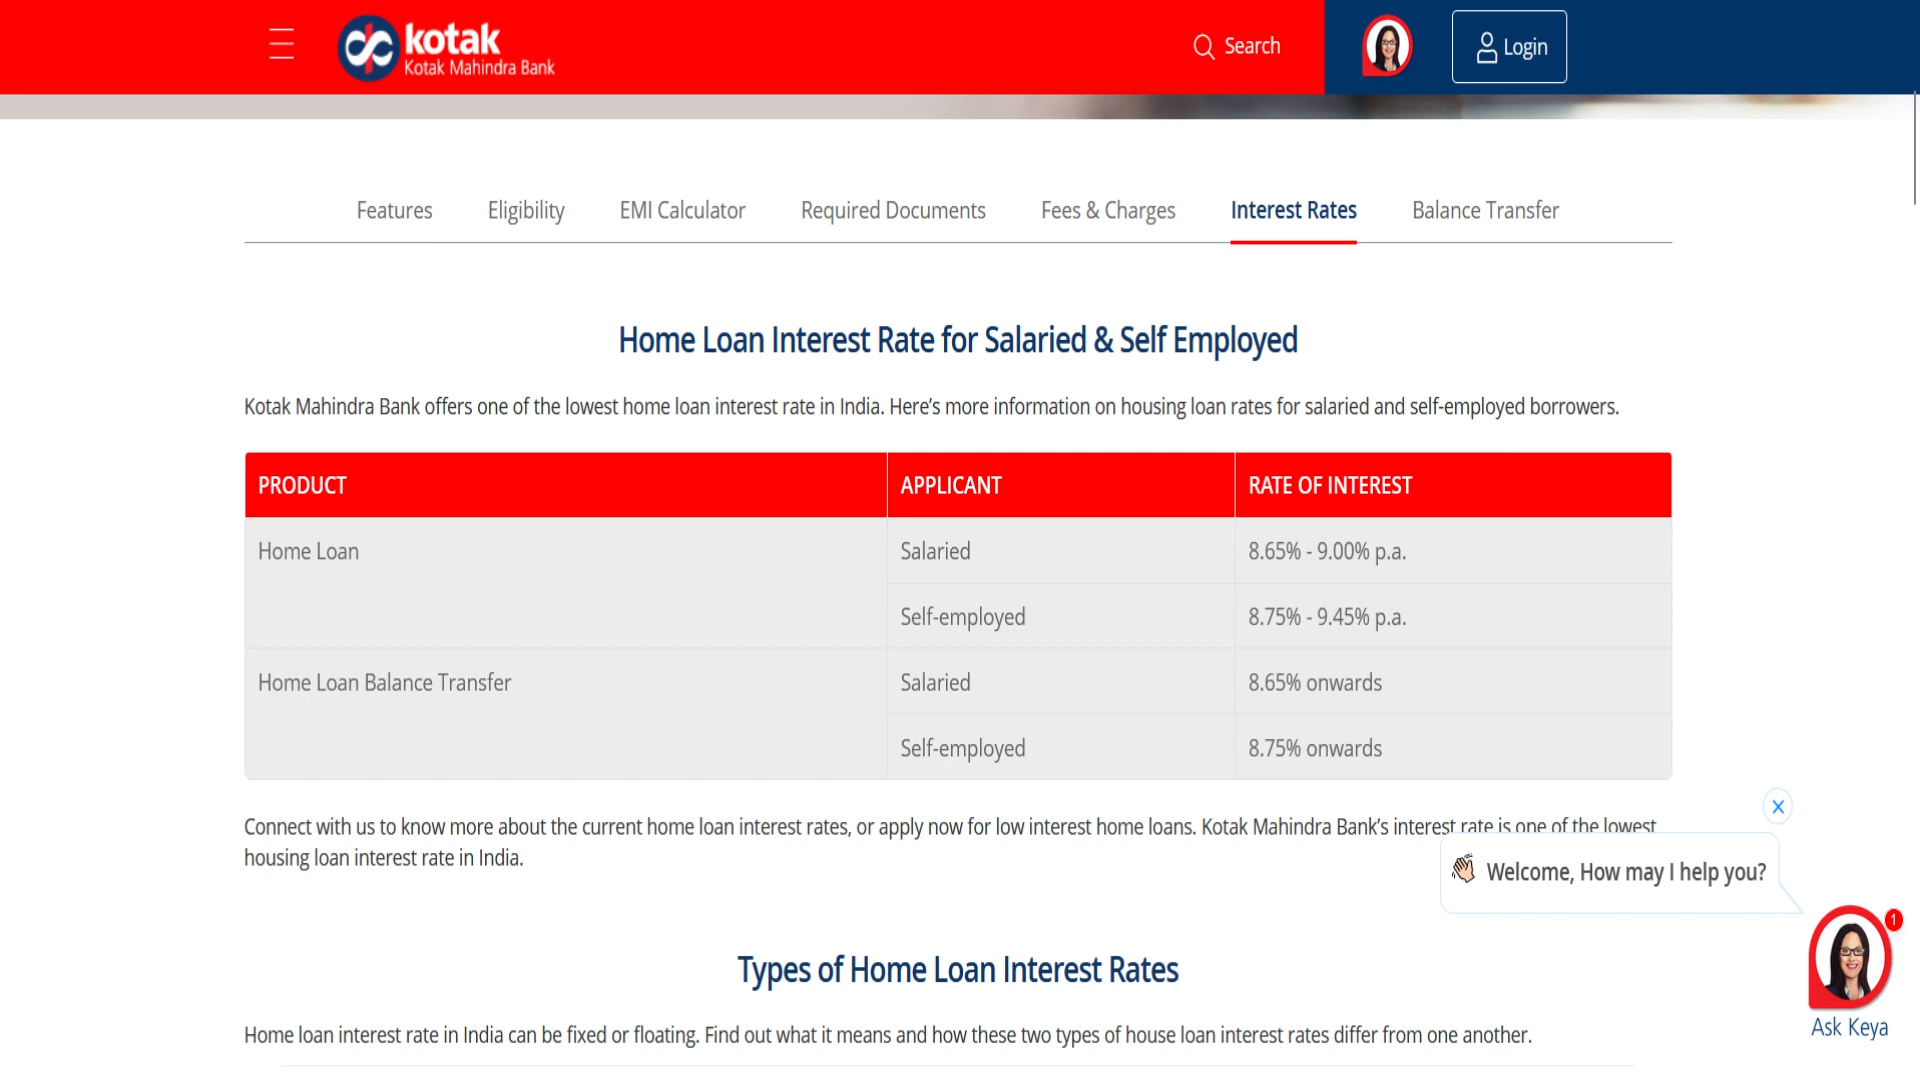 kotak
Kotak Mahindra Bank
Search
Login
Features Eligibility EMI Calculator Required Documents Fees & Charges Interest Rates Balance Transfer
Home Loan Interest Rate for Salaried & Self Employed
Kotak Mahindra Bank offers one of the lowest home loan interest rate in India. Here’s more information on housing loan rates for salaried and self-employed borrowers.
PRODUCT APPLICANT RATE OF INTEREST
Home Loan Salaried 8.65% - 9.00% p.a.
Self-employed 8.75% - 9.45% p.a.
Home Loan Balance Transfer Salaried 8.65% onwards
Self-employed 8.75% onwards
Connect with us to know more about the current home loan interest rates, or apply now for low interest home loans. Kotak Mahindra Bank’s interest rate is one of the lowest
housing loan interest rate in India.
👋 Welcome, How may I help you?
1
Ask Keya
Types of Home Loan Interest Rates
Home loan interest rate in India can be fixed or floating. Find out what it means and how these two types of house loan interest rates differ from one another.